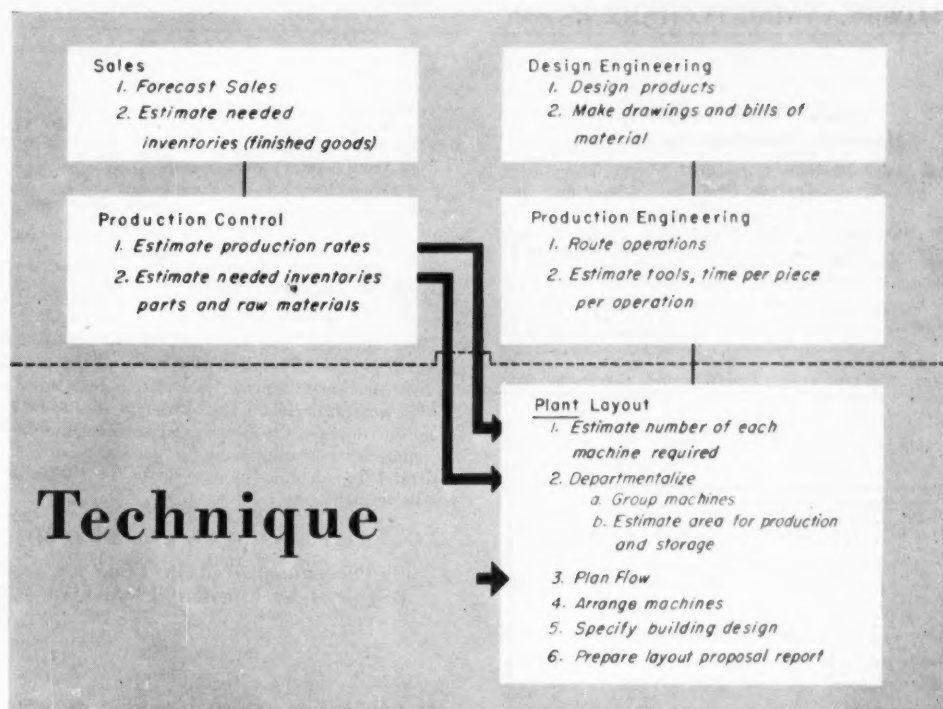 Sales
1. Forecast Sales
2. Estimate needed
inventories (finished goods)
Design Engineering
1. Design products
2. Make drawings and bills of
material
Production Control
1. Estimate production rates
2. Estimate needed inventories
parts and raw materials
Production Engineering
1. Route operations
2. Estimate tools, time per piece
per operation
Plant Layout
1. Estimate number of each
machine required
2. Departmentalize
a. Group machines
b. Estimate area for production
and storage
3. Plan Flow
4. Arrange machines
5. Specify building design
6. Prepare layout proposal report
Technique